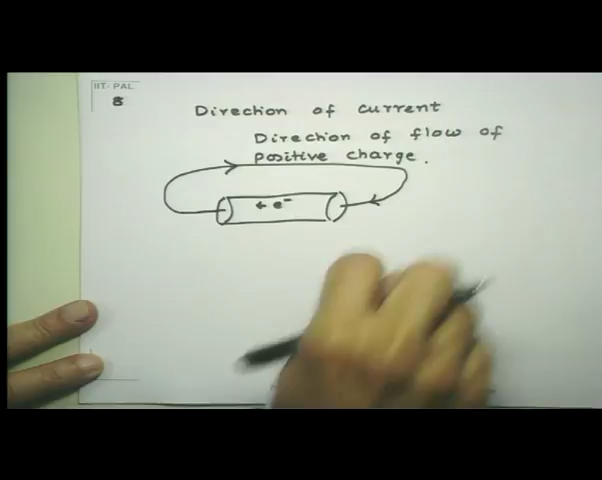 IIT- PAL
8
Direction of current
Direction of flow of
positive charge.
← e⁻